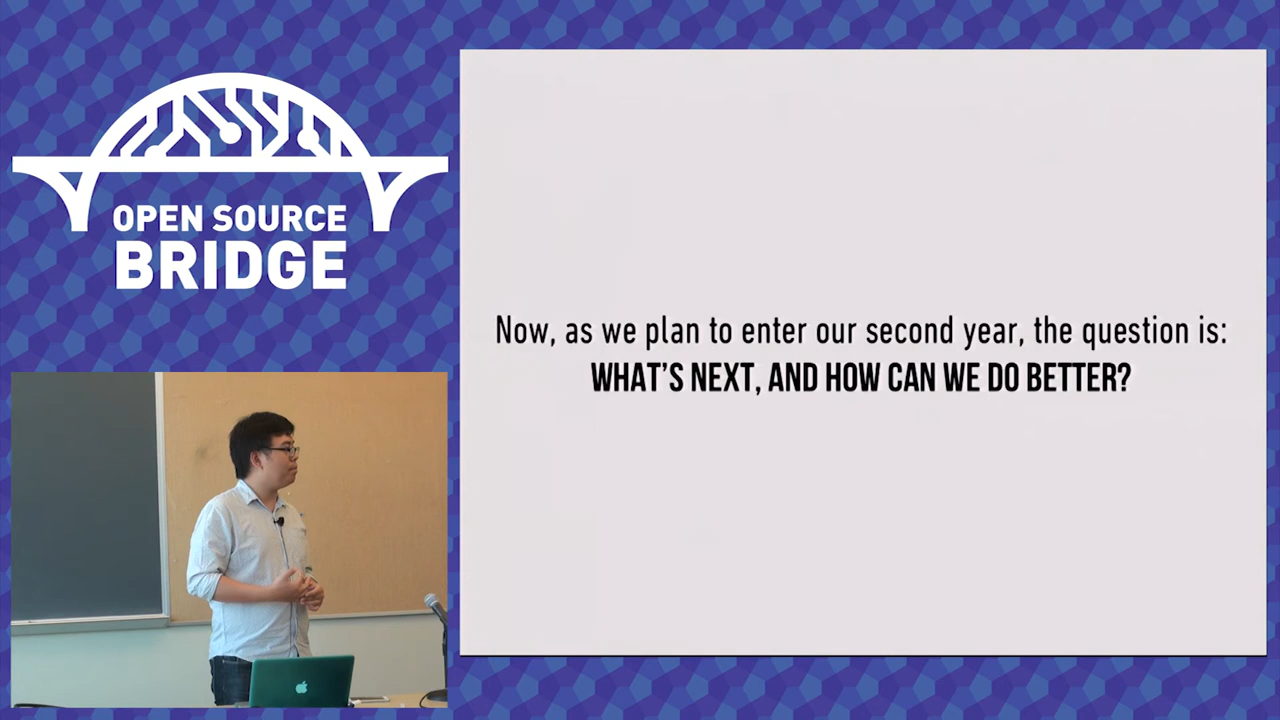 OPEN SOURCE
BRIDGE
Now, as we plan to enter our second year, the question is:
WHAT'S NEXT, AND HOW CAN WE DO BETTER?